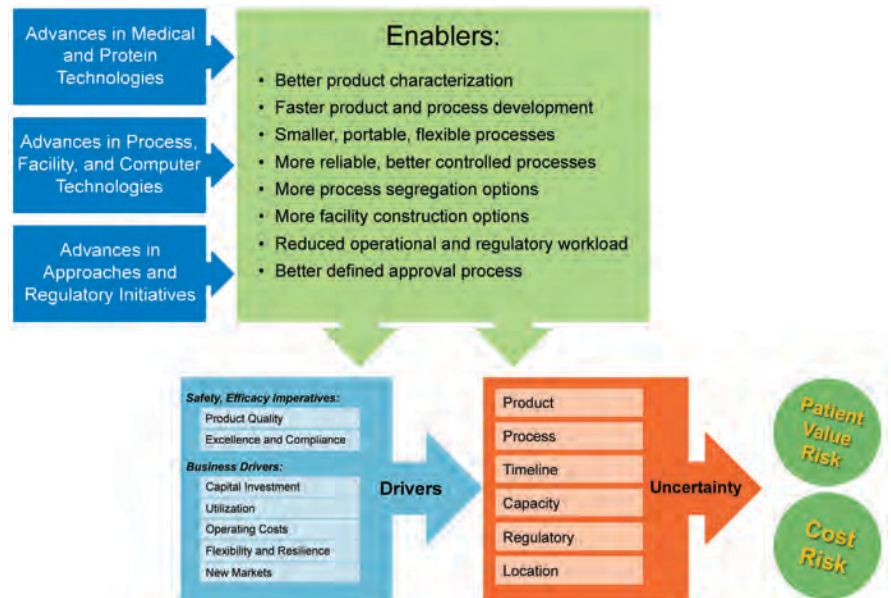 Advances in Medical
and Protein
Technologies
Advances in Process,
Facility, and Computer
Technologies
Advances in
Approaches and
Regulatory Initiatives
Enablers:
• Better product characterization
• Faster product and process development
• Smaller, portable, flexible processes
• More reliable, better controlled processes
• More process segregation options
• More facility construction options
• Reduced operational and regulatory workload
• Better defined approval process
Safety, Efficacy Imperatives:
Product Quality
Excellence and Compliance
Business Drivers:
Capital Investment
Utilization
Operating Costs
Flexibility and Resilience
New Markets
Drivers
Product
Process
Timeline
Capacity
Regulatory
Location
Uncertainty
Patient
Value
Risk
Cost
Risk